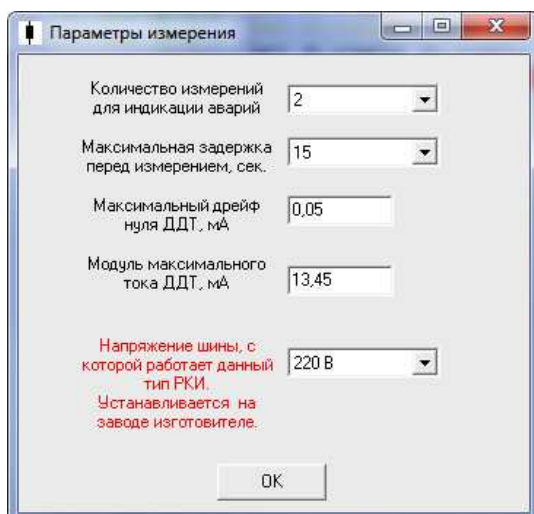 Параметры измерения
Количество измерений
для индикации аварий
2
Максимальная задержка
перед измерением, сек.
15
Максимальный дрейф
нуля ДДТ, мА
0,05
Модуль максимального
тока ДДТ, мА
13,45
Напряжение шины, с
которой работает данный
тип РКИ.
Устанавливается на
заводе изготовителе.
220 В
OK